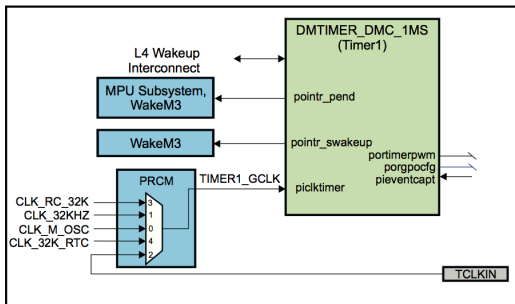 DMTIMER_DMC_1MS
(Timer1)
L4 Wakeup
Interconnect
MPU Subsystem,
WakeM3
pointr_pend
WakeM3
pointr_swakeup
portimerpwm
porgpocfg
pieventcapt
PRCM
TIMER1_GCLK
piclktimer
CLK_RC_32K
3
CLK_32KHZ
1
CLK_M_OSC
0
CLK_32K_RTC
4
2
TCLKIN